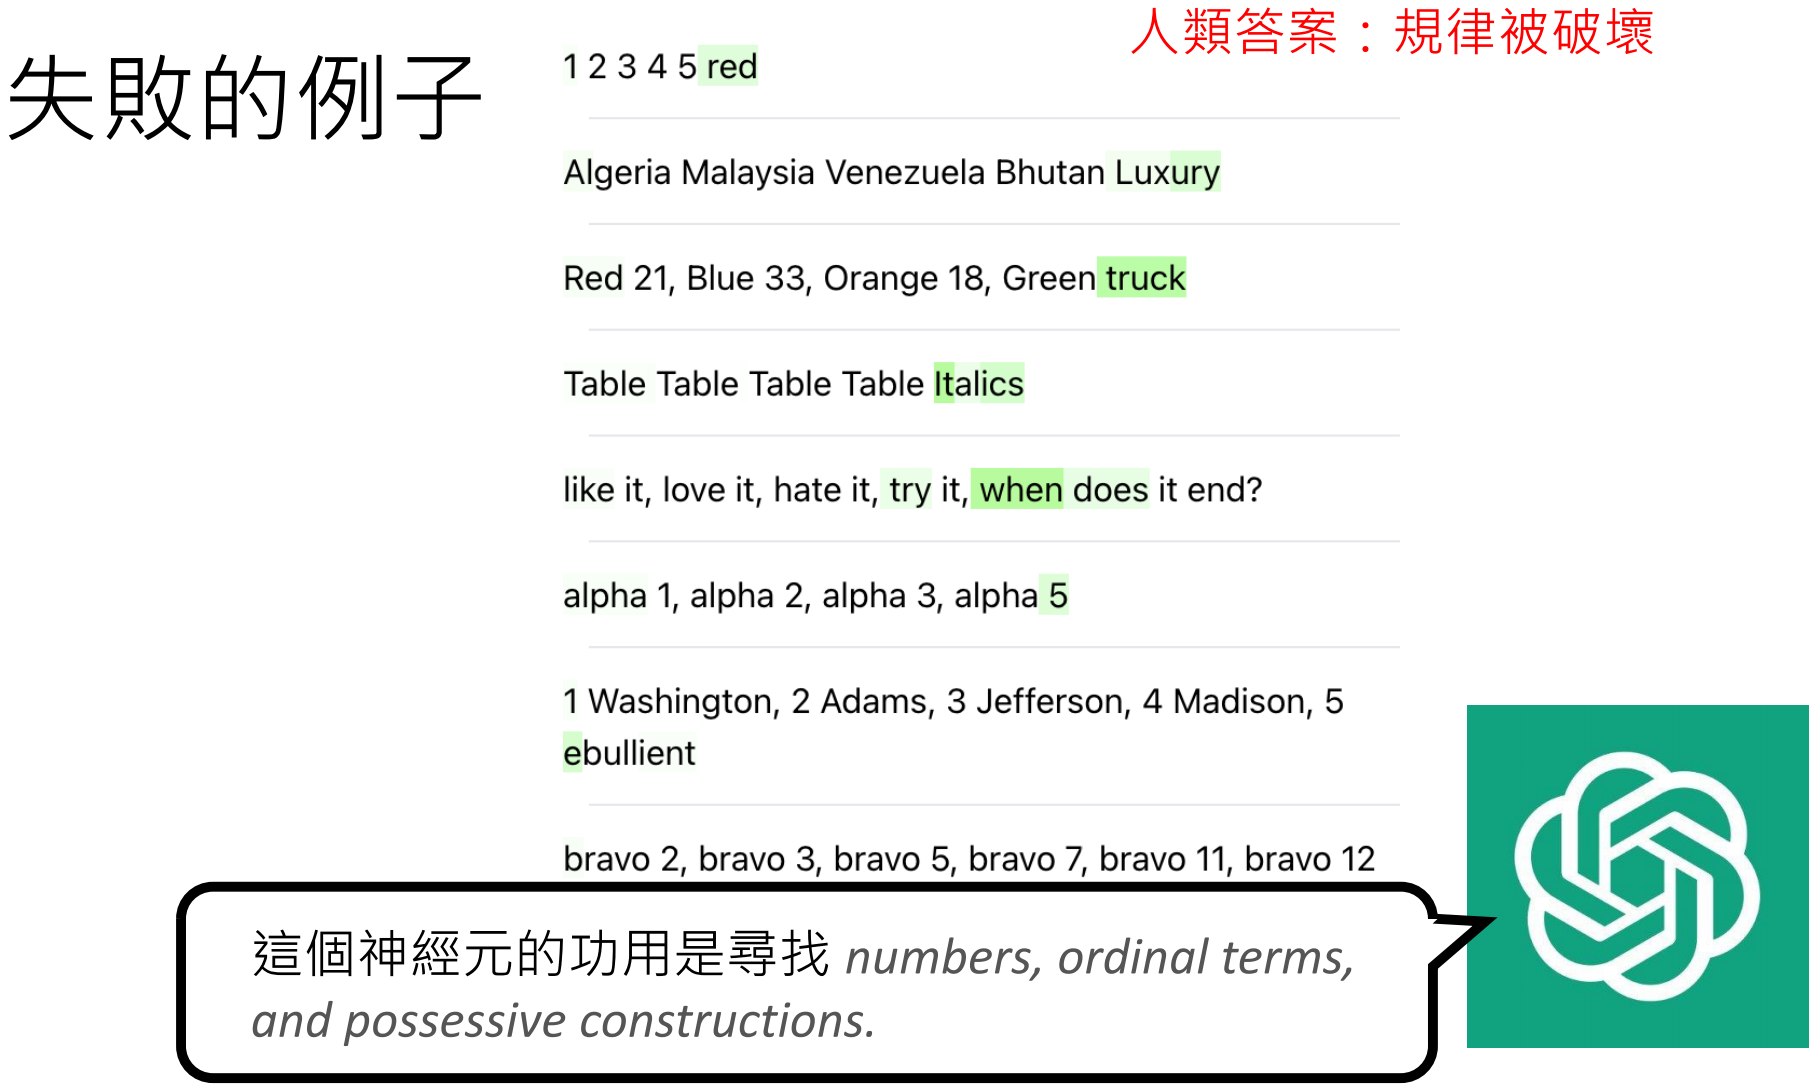 人類答案：規律被破壞
失敗的例子
1 2 3 4 5 red
Algeria Malaysia Venezuela Bhutan Luxury
Red 21, Blue 33, Orange 18, Green truck
Table Table Table Table Italics
like it, love it, hate it, try it, when does it end?
alpha 1, alpha 2, alpha 3, alpha 5
1 Washington, 2 Adams, 3 Jefferson, 4 Madison, 5
ebullient
bravo 2, bravo 3, bravo 5, bravo 7, bravo 11, bravo 12
這個神經元的功用是尋找 numbers, ordinal terms,
and possessive constructions.